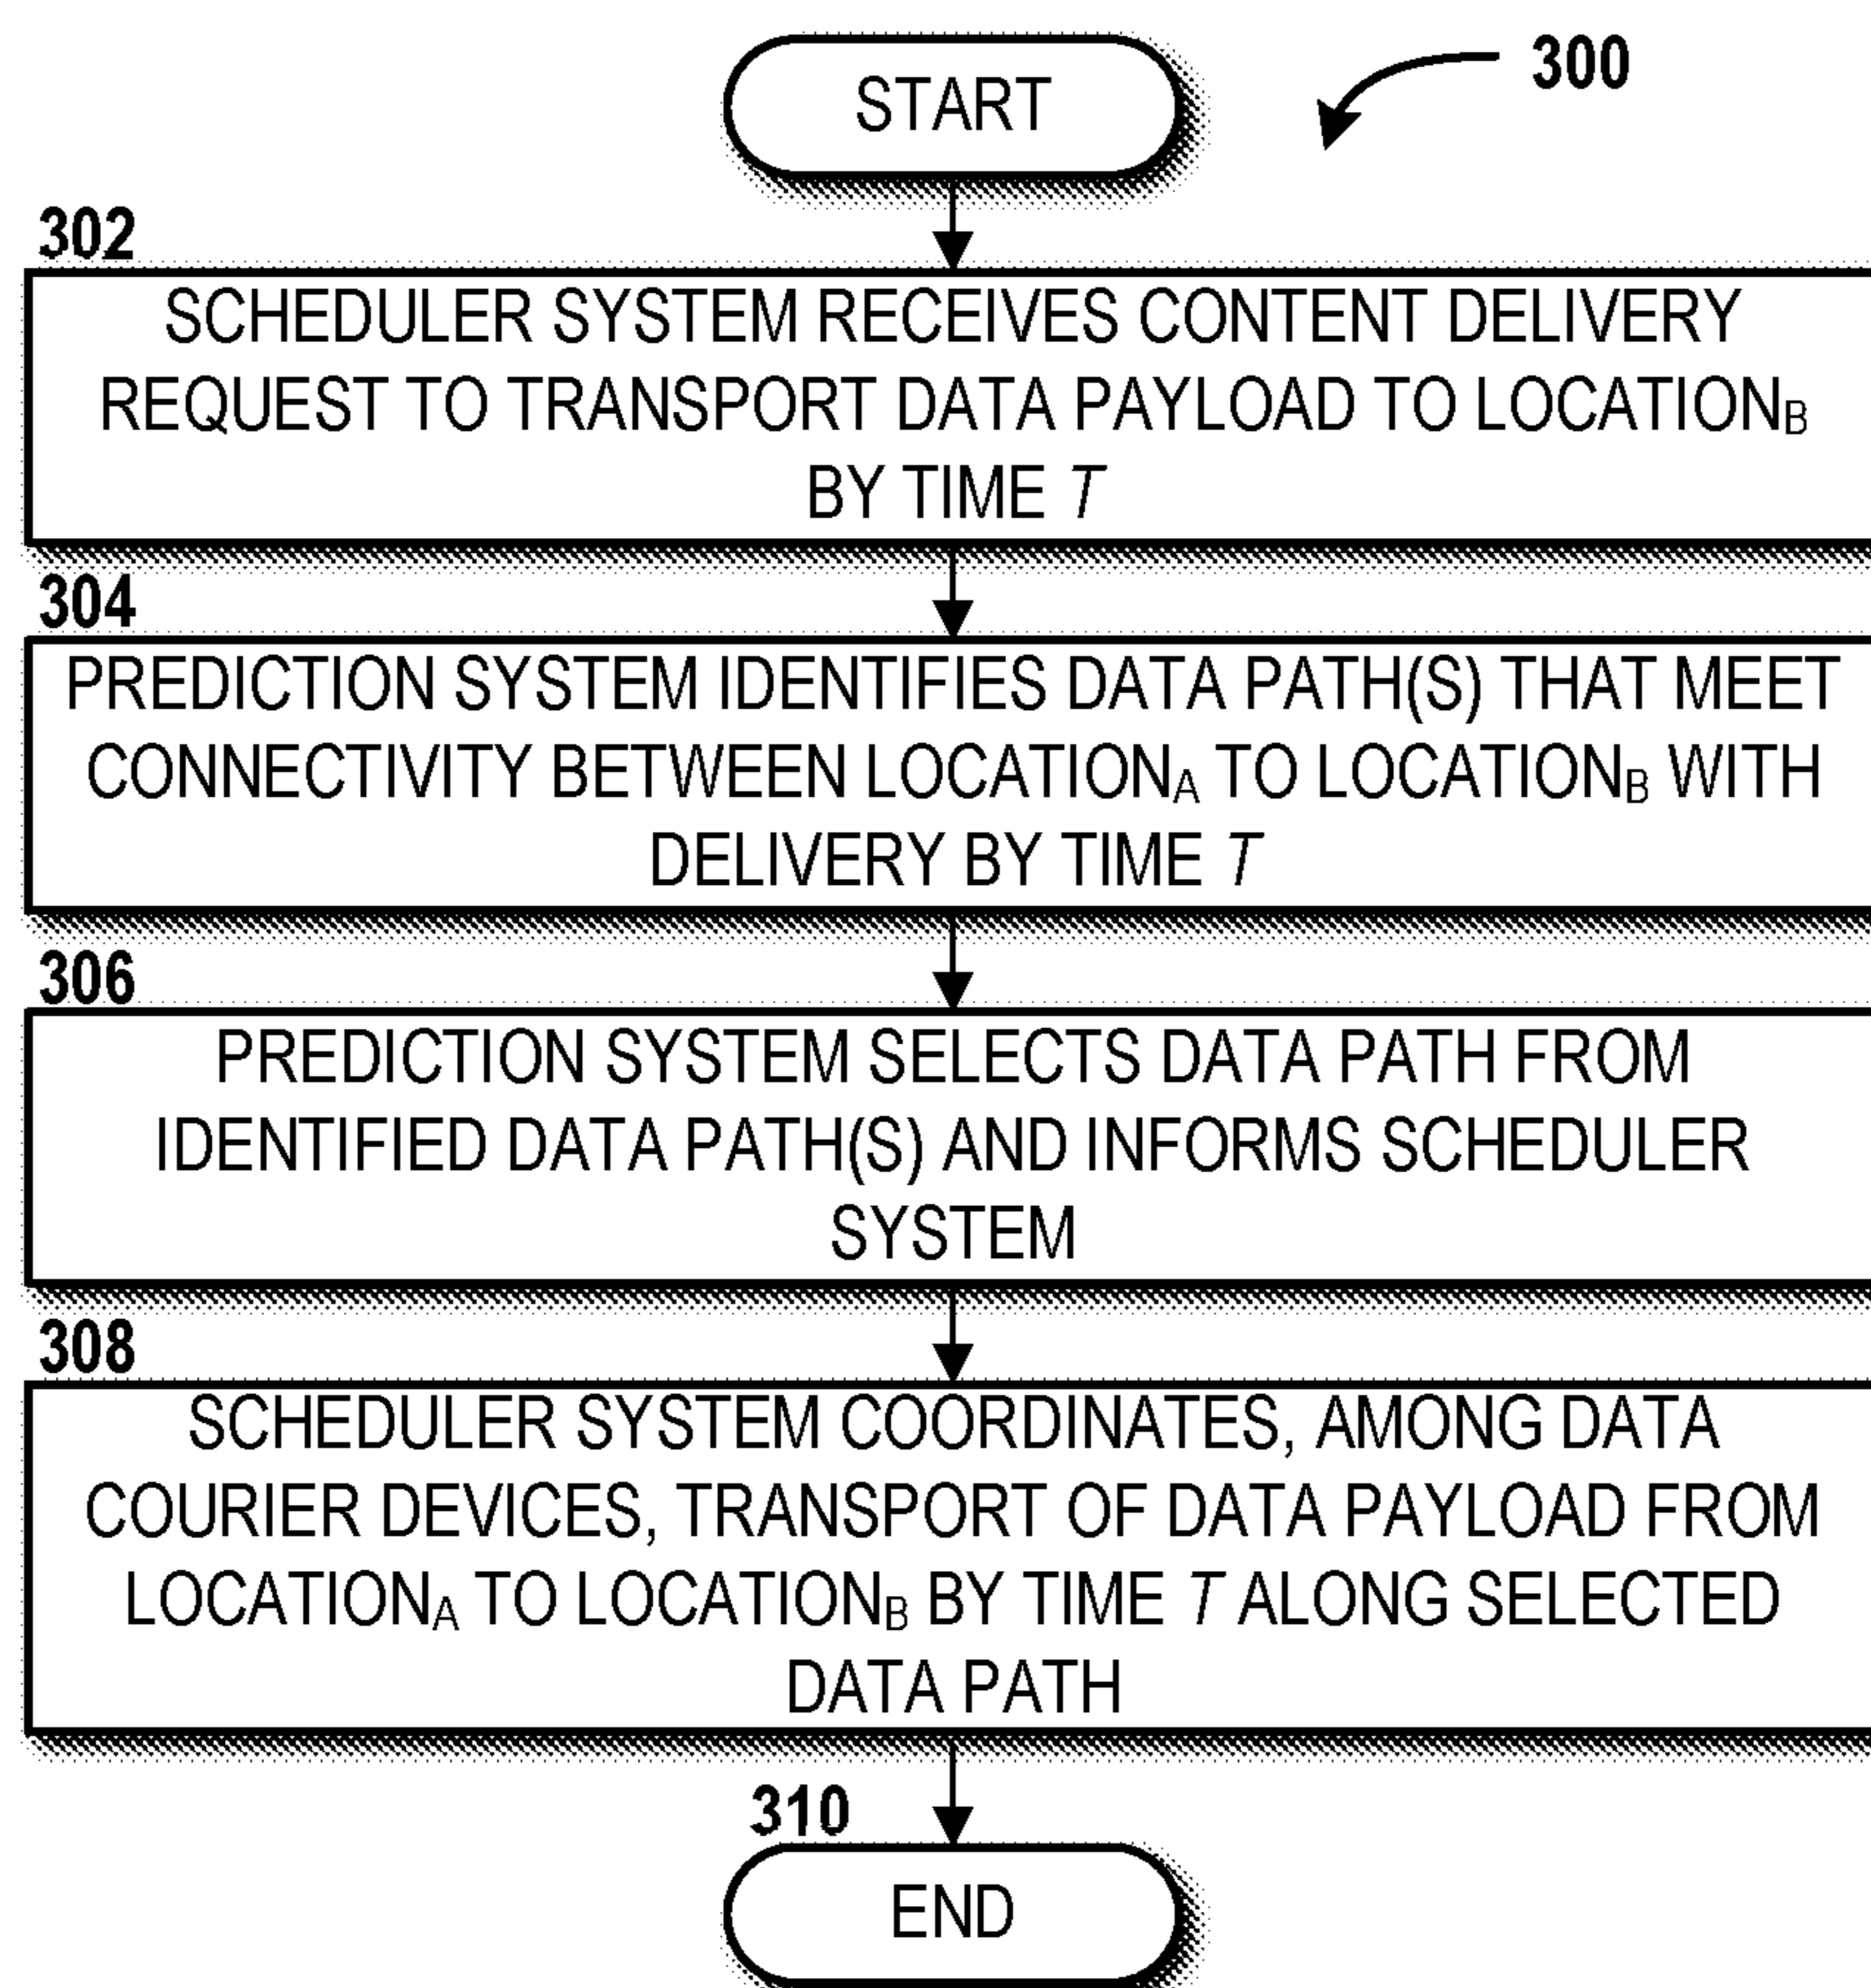 START
300
302
SCHEDULER SYSTEM RECEIVES CONTENT DELIVERY
REQUEST TO TRANSPORT DATA PAYLOAD TO LOCATIONB
BY TIME T
304
PREDICTION SYSTEM IDENTIFIES DATA PATH(S) THAT MEET
CONNECTIVITY BETWEEN LOCATIONA TO LOCATIONB WITH
DELIVERY BY TIME T
306
PREDICTION SYSTEM SELECTS DATA PATH FROM
IDENTIFIED DATA PATH(S) AND INFORMS SCHEDULER
SYSTEM
308
SCHEDULER SYSTEM COORDINATES, AMONG DATA
COURIER DEVICES, TRANSPORT OF DATA PAYLOAD FROM
LOCATIONA TO LOCATIONB BY TIME T ALONG SELECTED
DATA PATH
310
END